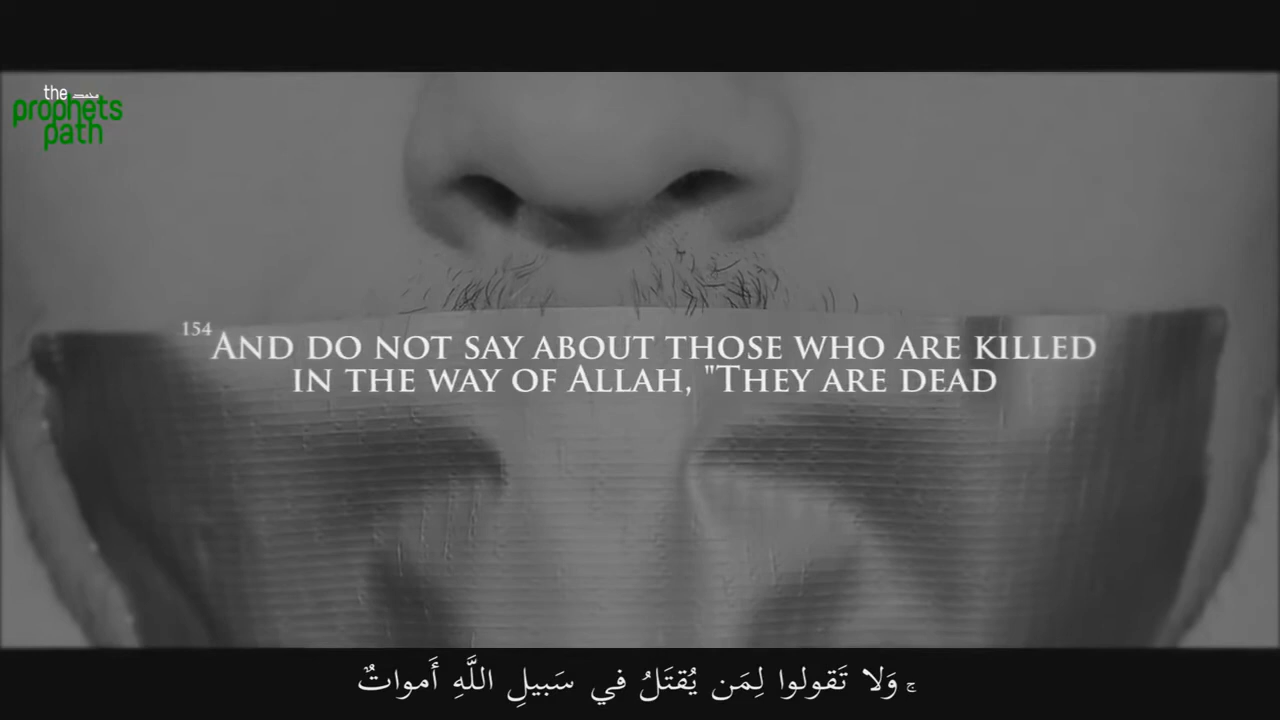 the
prophets
path
154 AND DO NOT SAY ABOUT THOSE WHO ARE KILLED
IN THE WAY OF ALLAH, "THEY ARE DEAD
وَلا تَقولوا لِمَن يُقتَلُ في سَبيلِ اللَّهِ أَمواتٌ ۚ